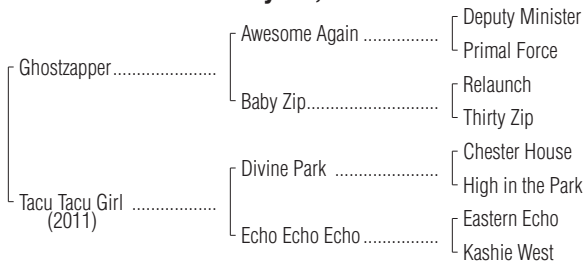 Deputy Minister
Awesome Again ................
Primal Force
Ghostzapper......................
Relaunch
Baby Zip............................
Thirty Zip
Chester House
Divine Park ......................
High in the Park
Tacu Tacu Girl ..................
(2011)
Eastern Echo
Echo Echo Echo................
Kashie West